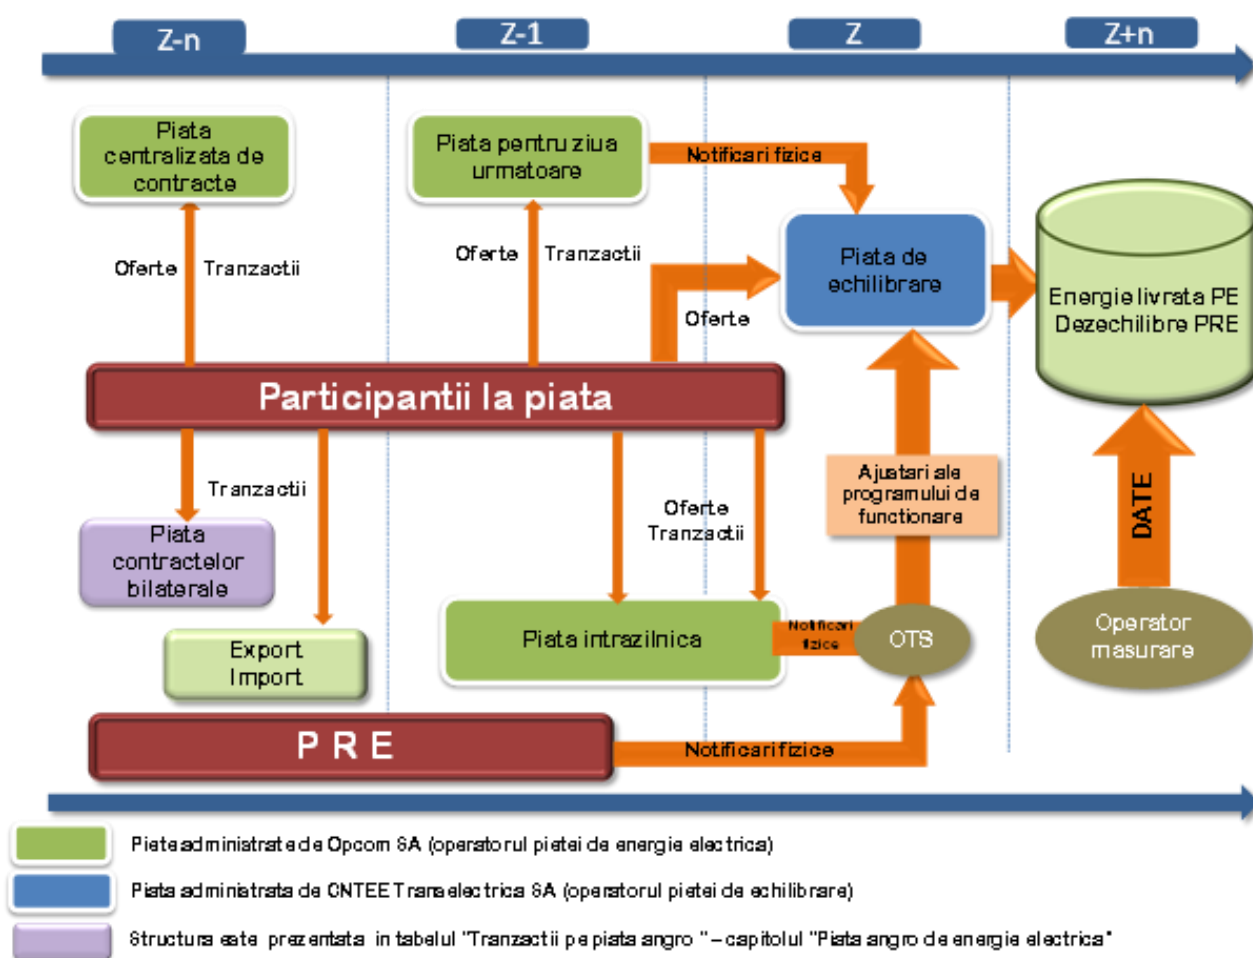 Z-n
Z-1
Z
Z+n
Piata
centralizata de
contracte
Piata pentru ziua
urmatoare
Notificari fizice
Piata de
echilibrare
Energie livrata PE
Dezechilibre PRE
Oferte
Tranzactii
Oferte
Tranzactii
Oferte
Participantii la piata
Tranzactii
Oferte
Tranzactii
Ajustari ale
programului de
functionare
DATE
Piata
contractelor
bilaterale
Piata intrazilnica
Notificari
fizice
OTS
Operator
masurare
Export
Import
P R E
Notificari fizice
Piete administrate de Opcom SA (operatorul pietei de energie electrica)
Piata administrata de CNTEE Transelectrica SA (operatorul pietei de echilibrare)
Structura este prezentata in tabelul "Tranzactii pe piata angro " – capitolul "Piata angro de energie electrica"